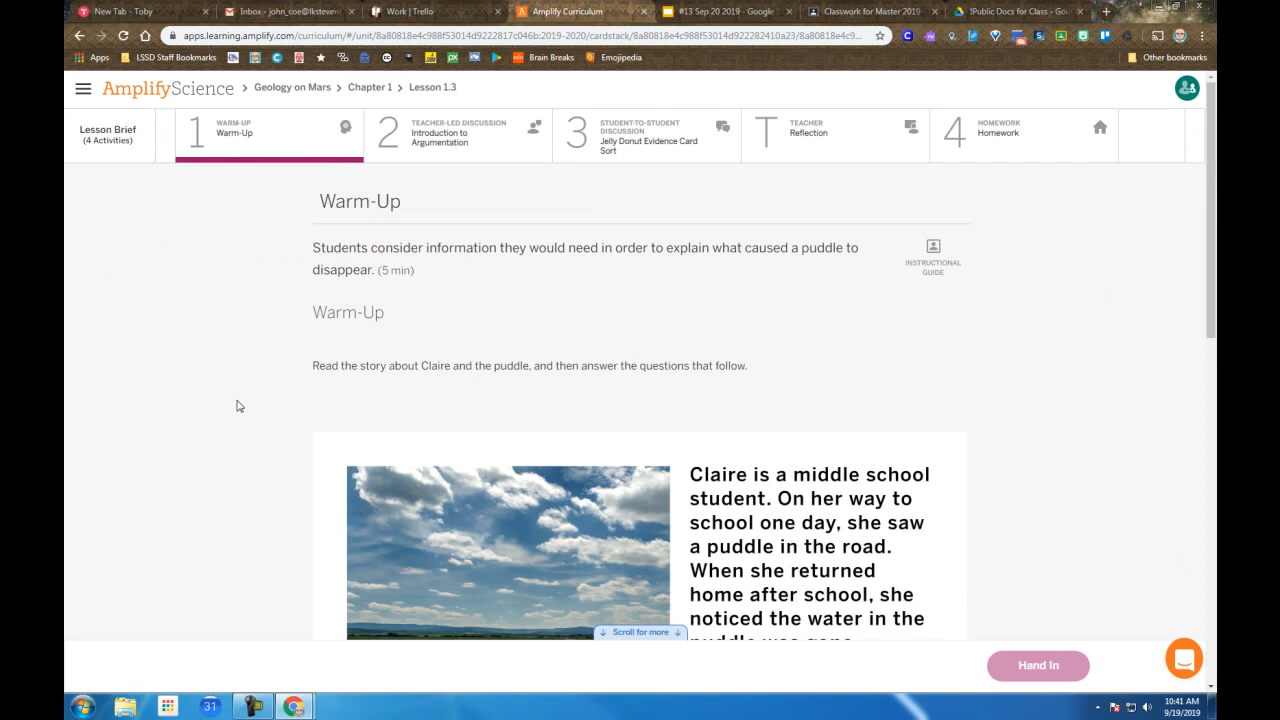 New Tab - Toby
Inbox - john_coe@lkstevens
Work | Trello
Amplify Curriculum
#13 Sep 20 2019 - Google S
Classwork for Master 2019
!Public Docs for Class - Goo
apps.learning.amplify.com/curriculum/#/unit/8a80818e4c988f53014d9222817c046b:2019-2020/cardstack/8a80818e4c988f53014d922282410a23/8a80818e4c988f53014d9222...
Apps
LSSD Staff Bookmarks
Brain Breaks
Emojipedia
Other bookmarks
AmplifyScience > Geology on Mars > Chapter 1 > Lesson 1.3
Lesson Brief
(4 Activities)
1
WARM-UP
Warm-Up
2
TEACHER-LED DISCUSSION
Introduction to
Argumentation
3
STUDENT-TO-STUDENT
DISCUSSION
Jelly Donut Evidence Card
Sort
T
TEACHER
Reflection
4
HOMEWORK
Homework
Warm-Up
Students consider information they would need in order to explain what caused a puddle to
disappear. (5 min)
INSTRUCTIONAL
GUIDE
Warm-Up
Read the story about Claire and the puddle, and then answer the questions that follow.
Claire is a middle school
student. On her way to
school one day, she saw
a puddle in the road.
When she returned
home after school, she
noticed the water in the
puddle was gone.
Scroll for more
Hand In
31
10:41 AM
9/19/2019